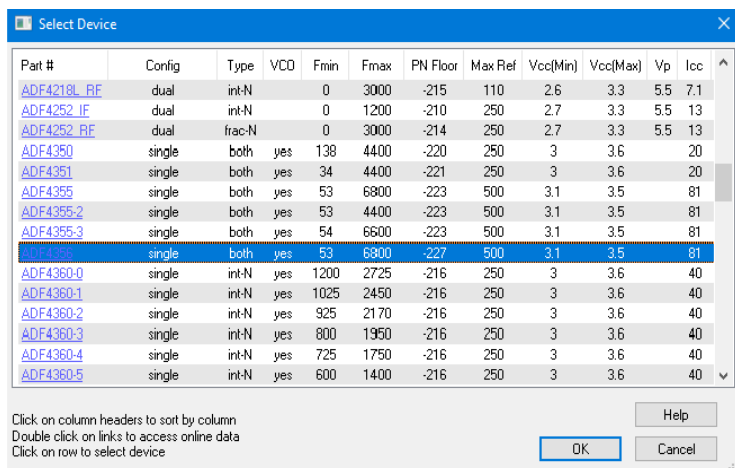 Select Device
Part # Config Type VCO Fmin Fmax PN Floor Max Ref Vcc(Min) Vcc(Max) Vp Icc
ADF4218L RF dual int-N 0 3000 -215 110 2.6 3.3 5.5 7.1
ADF4252 IF dual int-N 0 1200 -210 250 2.7 3.3 5.5 13
ADF4252 RF dual frac-N 0 3000 -214 250 2.7 3.3 5.5 13
ADF4350 single both yes 138 4400 -220 250 3 3.6 20
ADF4351 single both yes 34 4400 -221 250 3 3.6 20
ADF4355 single both yes 53 6800 -223 500 3.1 3.5 81
ADF4355-2 single both yes 53 4400 -223 500 3.1 3.5 81
ADF4355-3 single both yes 54 6600 -223 500 3.1 3.5 81
ADF4356 single both yes 53 6800 -227 500 3.1 3.5 81
ADF4360-0 single int-N yes 1200 2725 -216 250 3 3.6 40
ADF4360-1 single int-N yes 1025 2450 -216 250 3 3.6 40
ADF4360-2 single int-N yes 925 2170 -216 250 3 3.6 40
ADF4360-3 single int-N yes 800 1950 -216 250 3 3.6 40
ADF4360-4 single int-N yes 725 1750 -216 250 3 3.6 40
ADF4360-5 single int-N yes 600 1400 -216 250 3 3.6 40
Click on column headers to sort by column
Double click on links to access online data
Click on row to select device
Help
OK Cancel